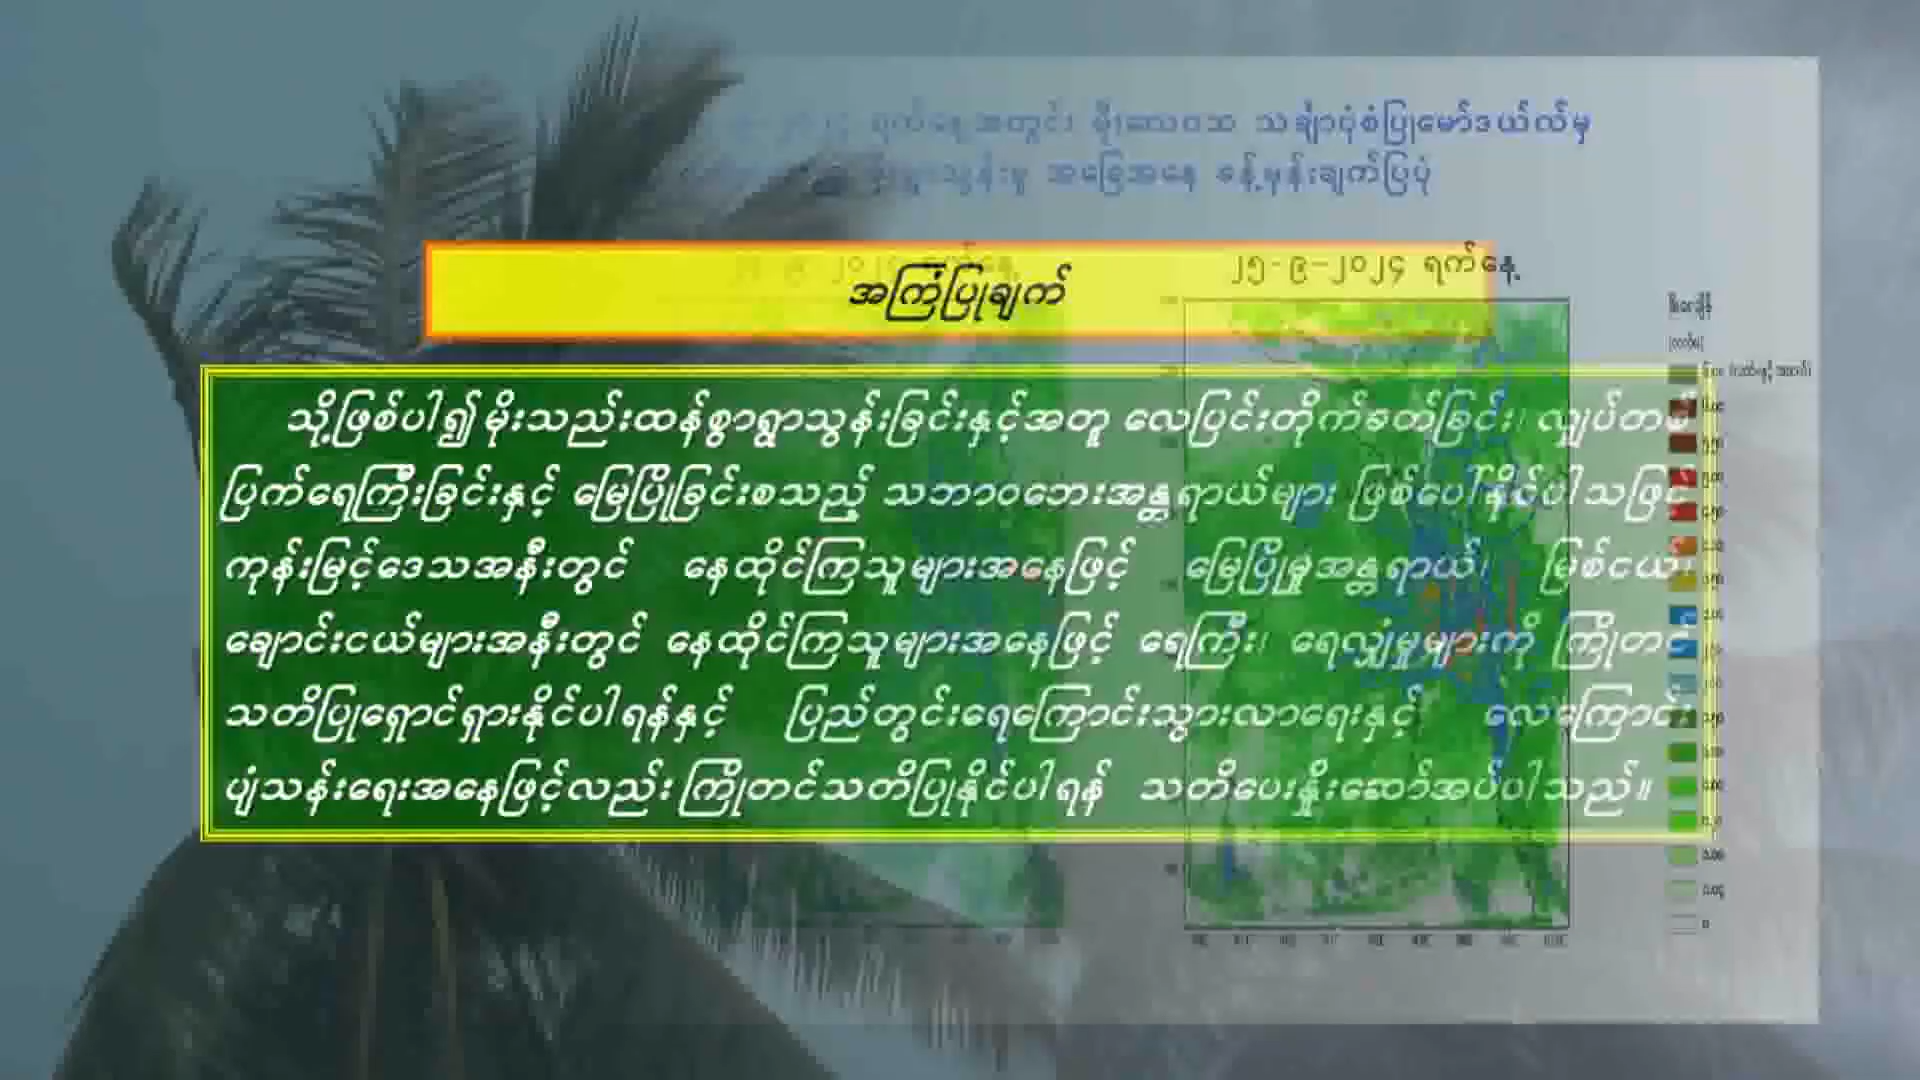 ရက်နေ့အတွင်း မိုးလေဝသ သင်္ချာပုံစံပြုမော်ဒယ်လ်မှ
အခြေအနေ ခန့်မှန်းချက်ပြပုံ
၂၅-၉-၂၀၂၄ ရက်နေ့
အကြံပြုချက်
သို့ဖြစ်ပါ၍ မိုးသည်းထန်စွာရွာသွန်းခြင်းနှင့်အတူ လေပြင်းတိုက်ခတ်ခြင်း၊ လျှပ်တစ်
ပြက်ရေကြီးခြင်းနှင့် မြေပြိုခြင်းစသည့် သဘာဝဘေးအန္တရာယ်များ ဖြစ်ပေါ်နိုင်ပါသဖြင့်
ကုန်းမြင့်ဒေသအနီးတွင် နေထိုင်ကြသူများအနေဖြင့် မြေပြိုမှုအန္တရာယ်၊ မြစ်ငယ်၊
ချောင်းငယ်များအနီးတွင် နေထိုင်ကြသူများအနေဖြင့် ရေကြီး၊ ရေလျှံမှုများကို ကြိုတင်
သတိပြုရှောင်ရှားနိုင်ပါရန်နှင့် ပြည်တွင်းရေကြောင်းသွားလာရေးနှင့် လေကြောင်း
ပျံသန်းရေးအနေဖြင့်လည်း ကြိုတင်သတိပြုနိုင်ပါရန် သတိပေးနှိုးဆော်အပ်ပါသည်။